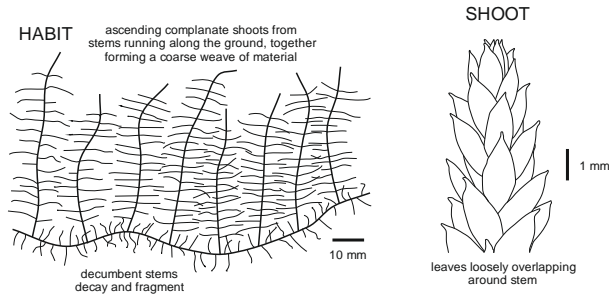 HABIT
ascending complanate shoots from
stems running along the ground, together
forming a coarse weave of material
10 mm
decumbent stems
decay and fragment
SHOOT
1 mm
leaves loosely overlapping
around stem